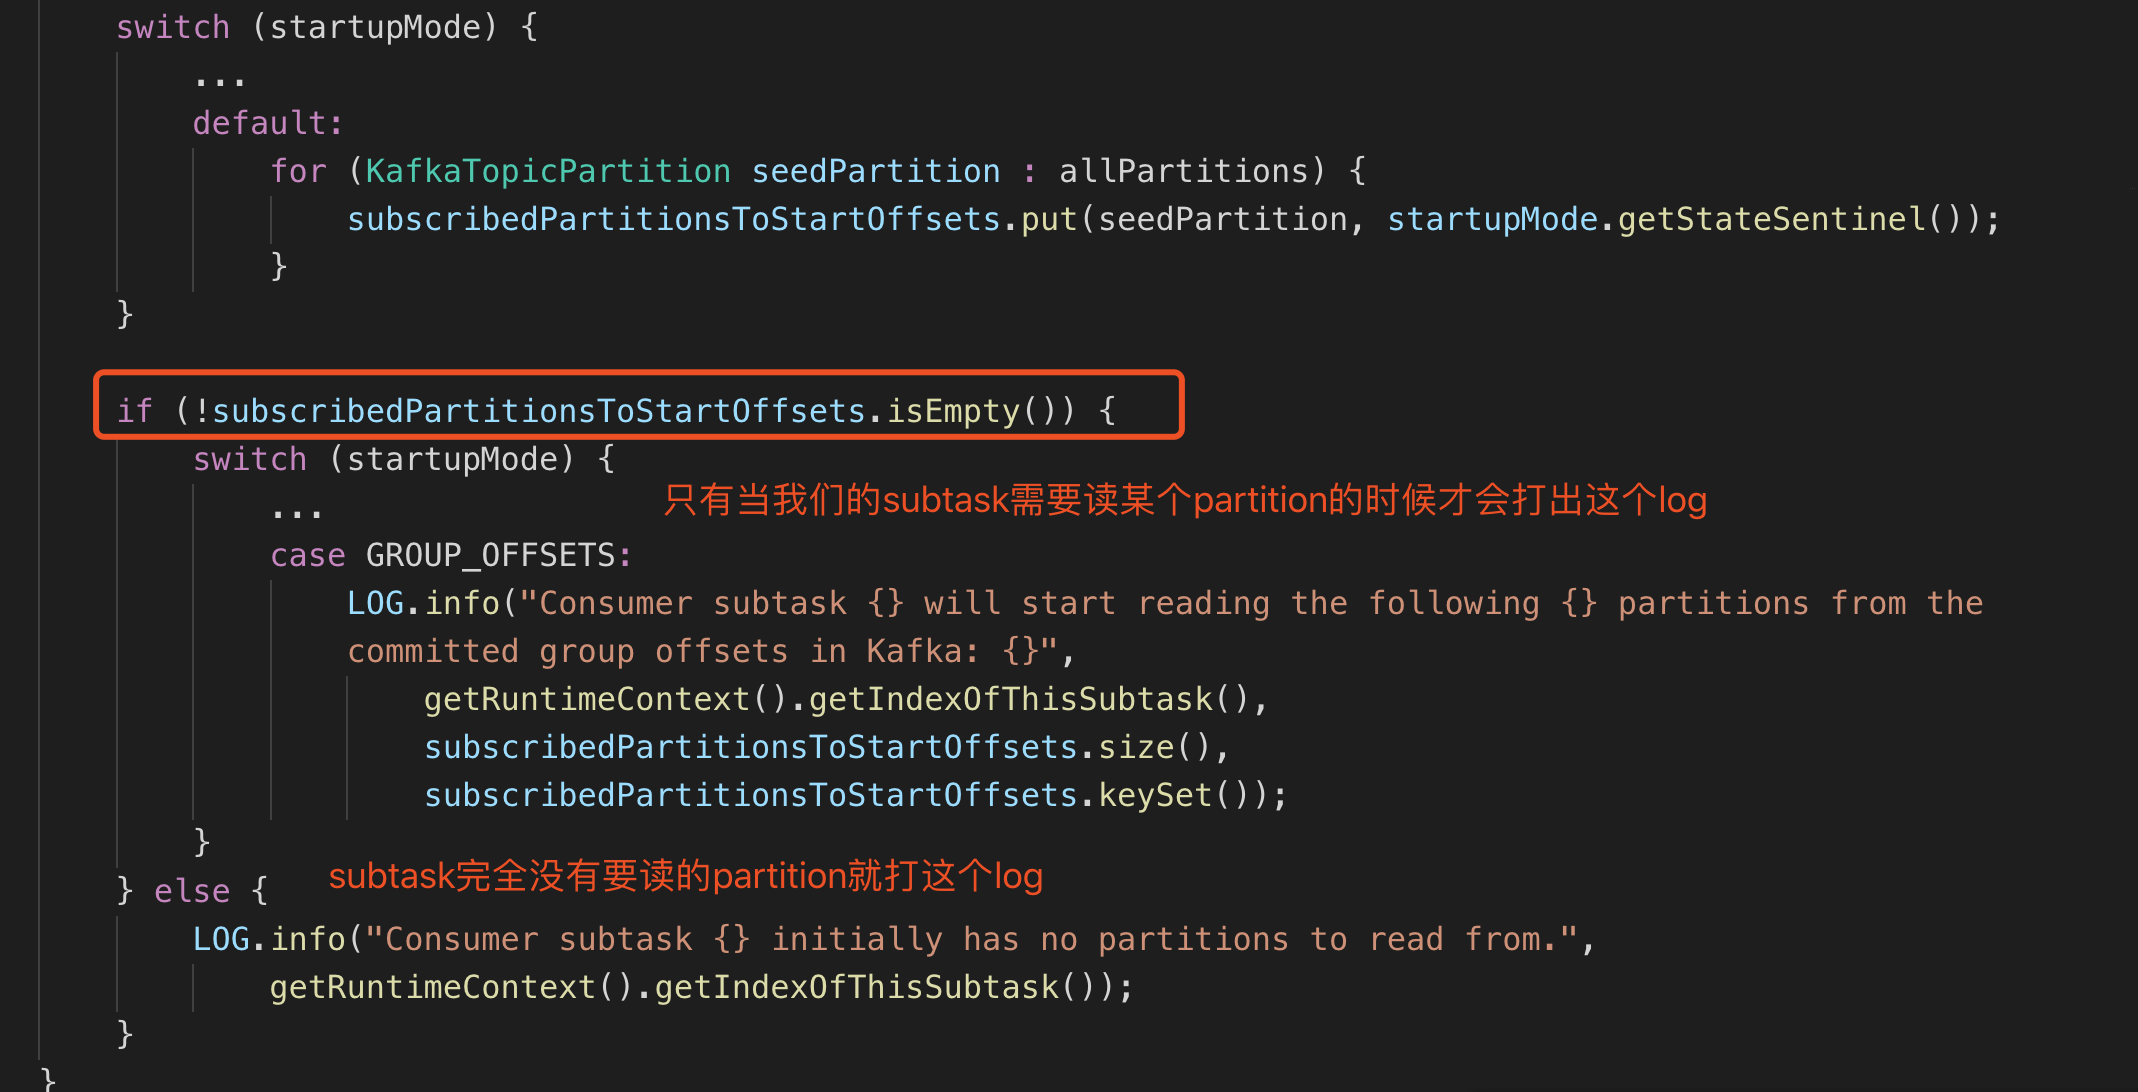 switch (startupMode) {
...
default:
for (KafkaTopicPartition seedPartition : allPartitions) {
subscribedPartitionsToStartOffsets.put(seedPartition, startupMode.getStateSentinel());
}
}
if (!subscribedPartitionsToStartOffsets.isEmpty()) {
switch (startupMode) {
只有当我们的subtask需要读某个partition的时候才会打出这个log
...
case GROUP_OFFSETS:
LOG.info("Consumer subtask {} will start reading the following {} partitions from the
committed group offsets in Kafka: {}",
getRuntimeContext().getIndexOfThisSubtask(),
subscribedPartitionsToStartOffsets.size(),
subscribedPartitionsToStartOffsets.keySet());
}
subtask完全没有要读的partition就打这个log
} else {
LOG.info("Consumer subtask {} initially has no partitions to read from.",
getRuntimeContext().getIndexOfThisSubtask());
}
}